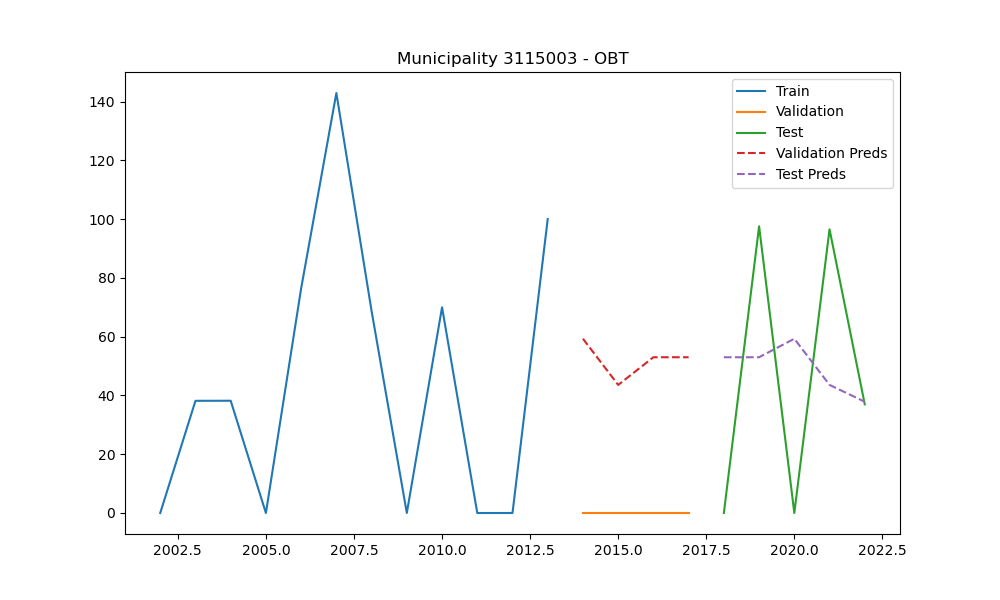 Municipality 3115003 - OBT
Train
Validation
Test
Validation Preds
Test Preds
140
120
100
80
60
40
20
0
2002.5 2005.0 2007.5 2010.0 2012.5 2015.0 2017.5 2020.0 2022.5